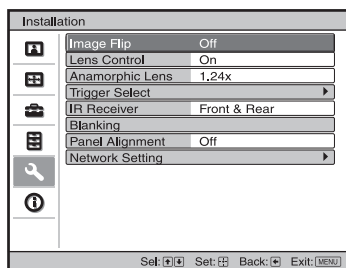 Installation
Image Flip Off
Lens Control On
Anamorphic Lens 1.24x
Trigger Select
IR Receiver Front & Rear
Blanking
Panel Alignment Off
Network Setting
Sel: Set: Back: Exit: MENU